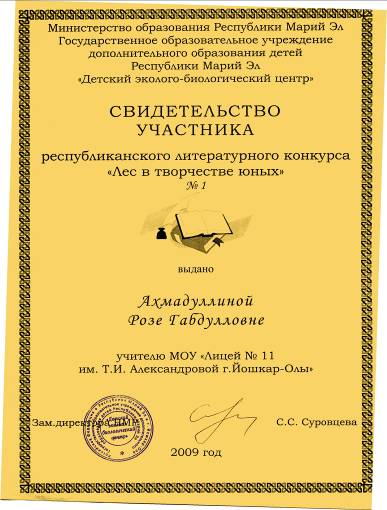 Министерство образования Республики Марий Эл
Государственное образовательное учреждение
дополнительного образования детей
Республики Марий Эл
«Детский эколого-биологический центр»
СВИДЕТЕЛЬСТВО
УЧАСТНИКА
республиканского литературного конкурса
«Лес в творчестве юных»
№ 1
выдано
Ахмадуллиной
Розе Габдулловне
учителю МОУ «Лицей № 11
им. Т.И. Александровой г.Йошкар-Олы»
Зам.директора
С.С. Суровцева
2009 год